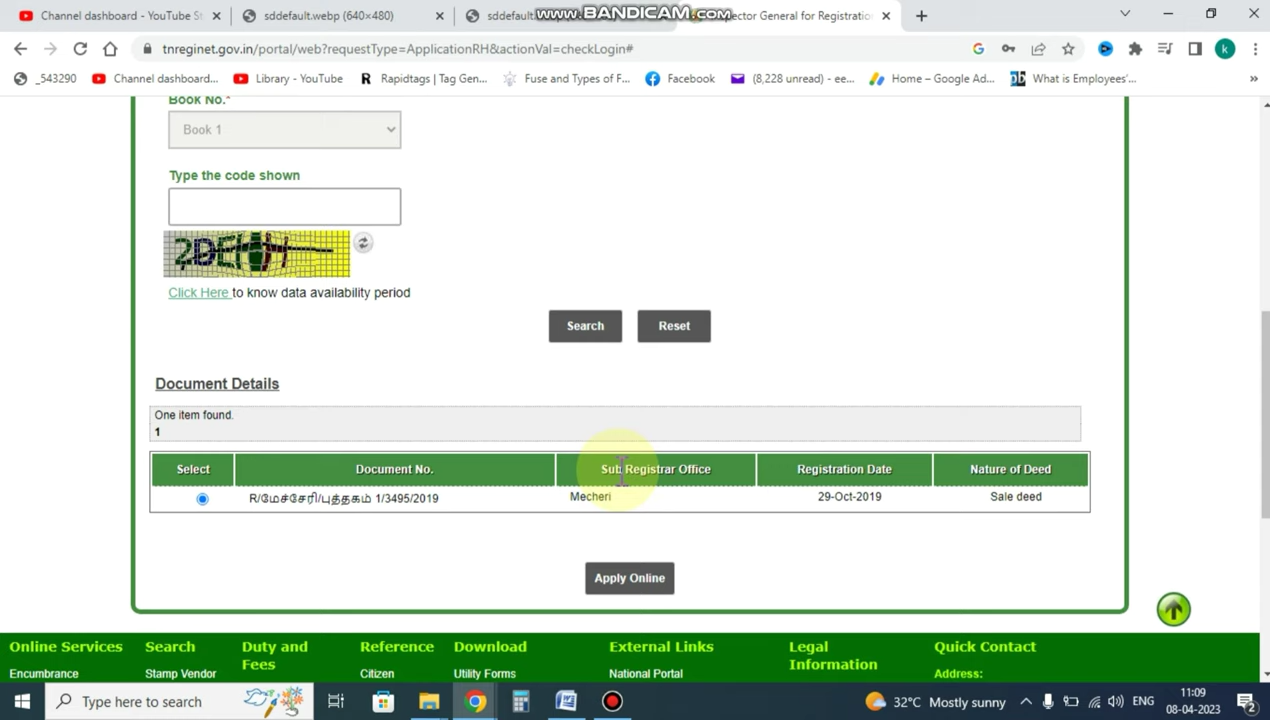 Channel dashboard - YouTube St
sddefault.webp (640×480)
sddefault.
www.BANDICAM.com
ector General for Registratio
tnreginet.gov.in/portal/web?requestType=ApplicationRH&actionVal=checkLogin#
_543290
Channel dashboard...
Library - YouTube
Rapidtags | Tag Gen...
Fuse and Types of F...
Facebook
(8,228 unread) - ee...
Home – Google Ad...
What is Employees'...
k
Book No.*
Book 1
Type the code shown
Click Here to know data availability period
Search
Reset
Document Details
One item found.
1
Select
Document No.
Sub Registrar Office
Registration Date
Nature of Deed
R/மேச்சேரி/புத்தகம் 1/3495/2019
Mecheri
29-Oct-2019
Sale deed
Apply Online
Online Services
Search
Duty and Fees
Reference
Download
External Links
Legal Information
Quick Contact
Encumbrance
Stamp Vendor
Citizen
Utility Forms
National Portal
Address:
Type here to search
32°C Mostly sunny
ENG
11:09
08-04-2023
2